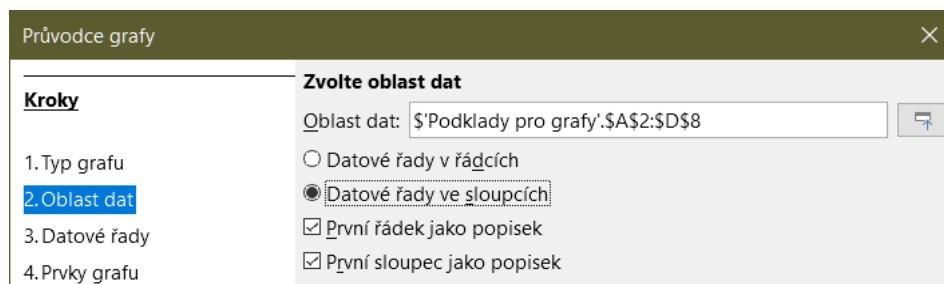 Průvodce grafy
Kroky
1. Typ grafu
2. Oblast dat
3. Datové řady
4. Prvky grafu
Zvolte oblast dat
Oblast dat: $'Podklady pro grafy'.$A$2:$D$8
Datové řady v řádcích
Datové řady ve sloupcích
První řádek jako popisek
První sloupec jako popisek